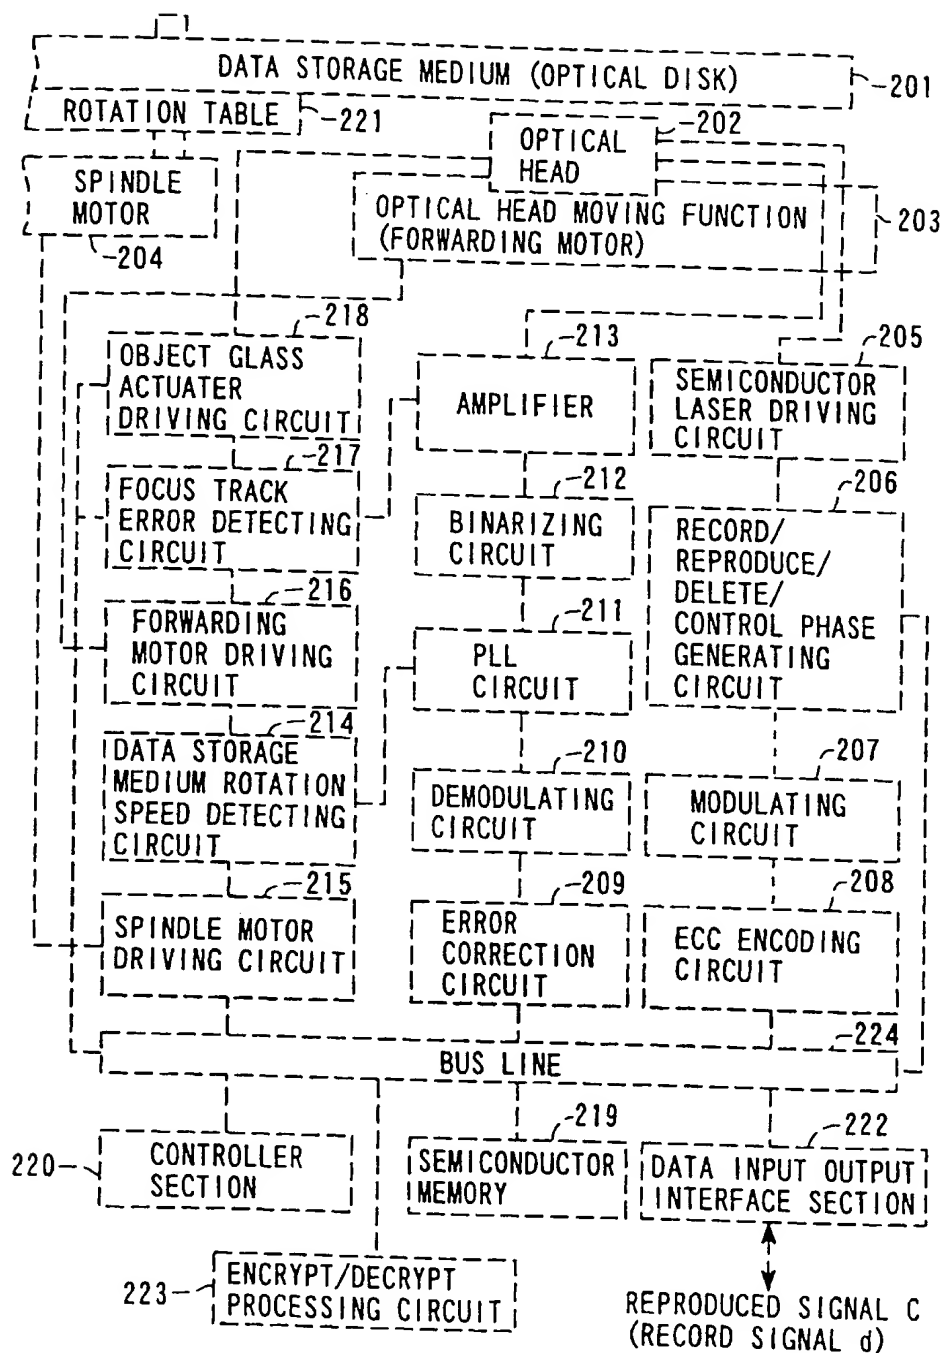 DATA STORAGE MEDIUM (OPTICAL DISK)
201
ROTATION TABLE
221
OPTICAL
HEAD
202
SPINDLE
MOTOR
204
OPTICAL HEAD MOVING FUNCTION
(FORWARDING MOTOR)
203
218
OBJECT GLASS
ACTUATER
DRIVING CIRCUIT
213
AMPLIFIER
205
SEMICONDUCTOR
LASER DRIVING
CIRCUIT
217
FOCUS TRACK
ERROR DETECTING
CIRCUIT
212
BINARIZING
CIRCUIT
206
RECORD/
REPRODUCE/
DELETE/
CONTROL PHASE
GENERATING
CIRCUIT
216
FORWARDING
MOTOR DRIVING
CIRCUIT
211
PLL
CIRCUIT
214
DATA STORAGE
MEDIUM ROTATION
SPEED DETECTING
CIRCUIT
210
DEMODULATING
CIRCUIT
207
MODULATING
CIRCUIT
215
SPINDLE MOTOR
DRIVING CIRCUIT
209
ERROR
CORRECTION
CIRCUIT
208
ECC ENCODING
CIRCUIT
224
BUS LINE
220
CONTROLLER
SECTION
219
SEMICONDUCTOR
MEMORY
222
DATA INPUT OUTPUT
INTERFACE SECTION
223
ENCRYPT/DECRYPT
PROCESSING CIRCUIT
REPRODUCED SIGNAL C
(RECORD SIGNAL d)